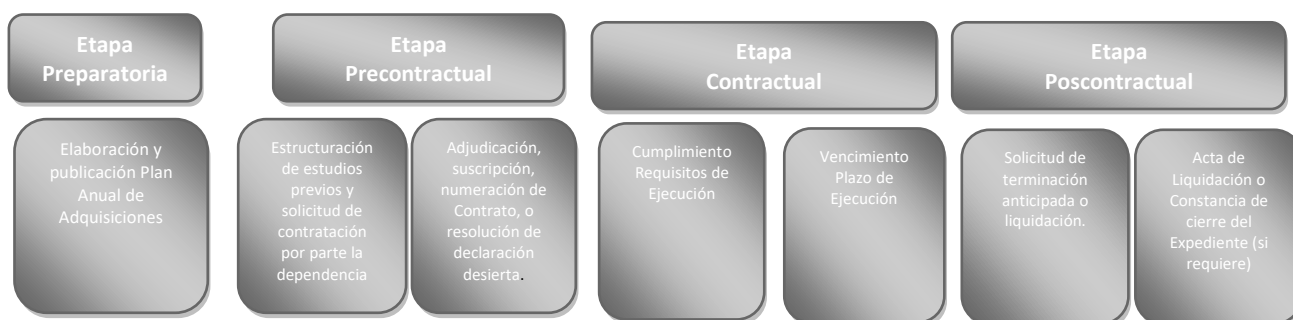 Etapa
Preparatoria
Etapa
Precontractual
Etapa
Contractual
Etapa
Poscontractual
Elaboración y
publicación Plan
Anual de
Adquisiciones
Estructuración
de estudios
previos y
solicitud de
contratación
por parte la
dependencia
Adjudicación,
suscripción,
numeración de
Contrato, o
resolución de
declaración
desierta.
Cumplimiento
Requisitos de
Ejecución
Vencimiento
Plazo de
Ejecución
Solicitud de
terminación
anticipada o
liquidación.
Acta de
Liquidación o
Constancia de
cierre del
Expediente (si
requiere)